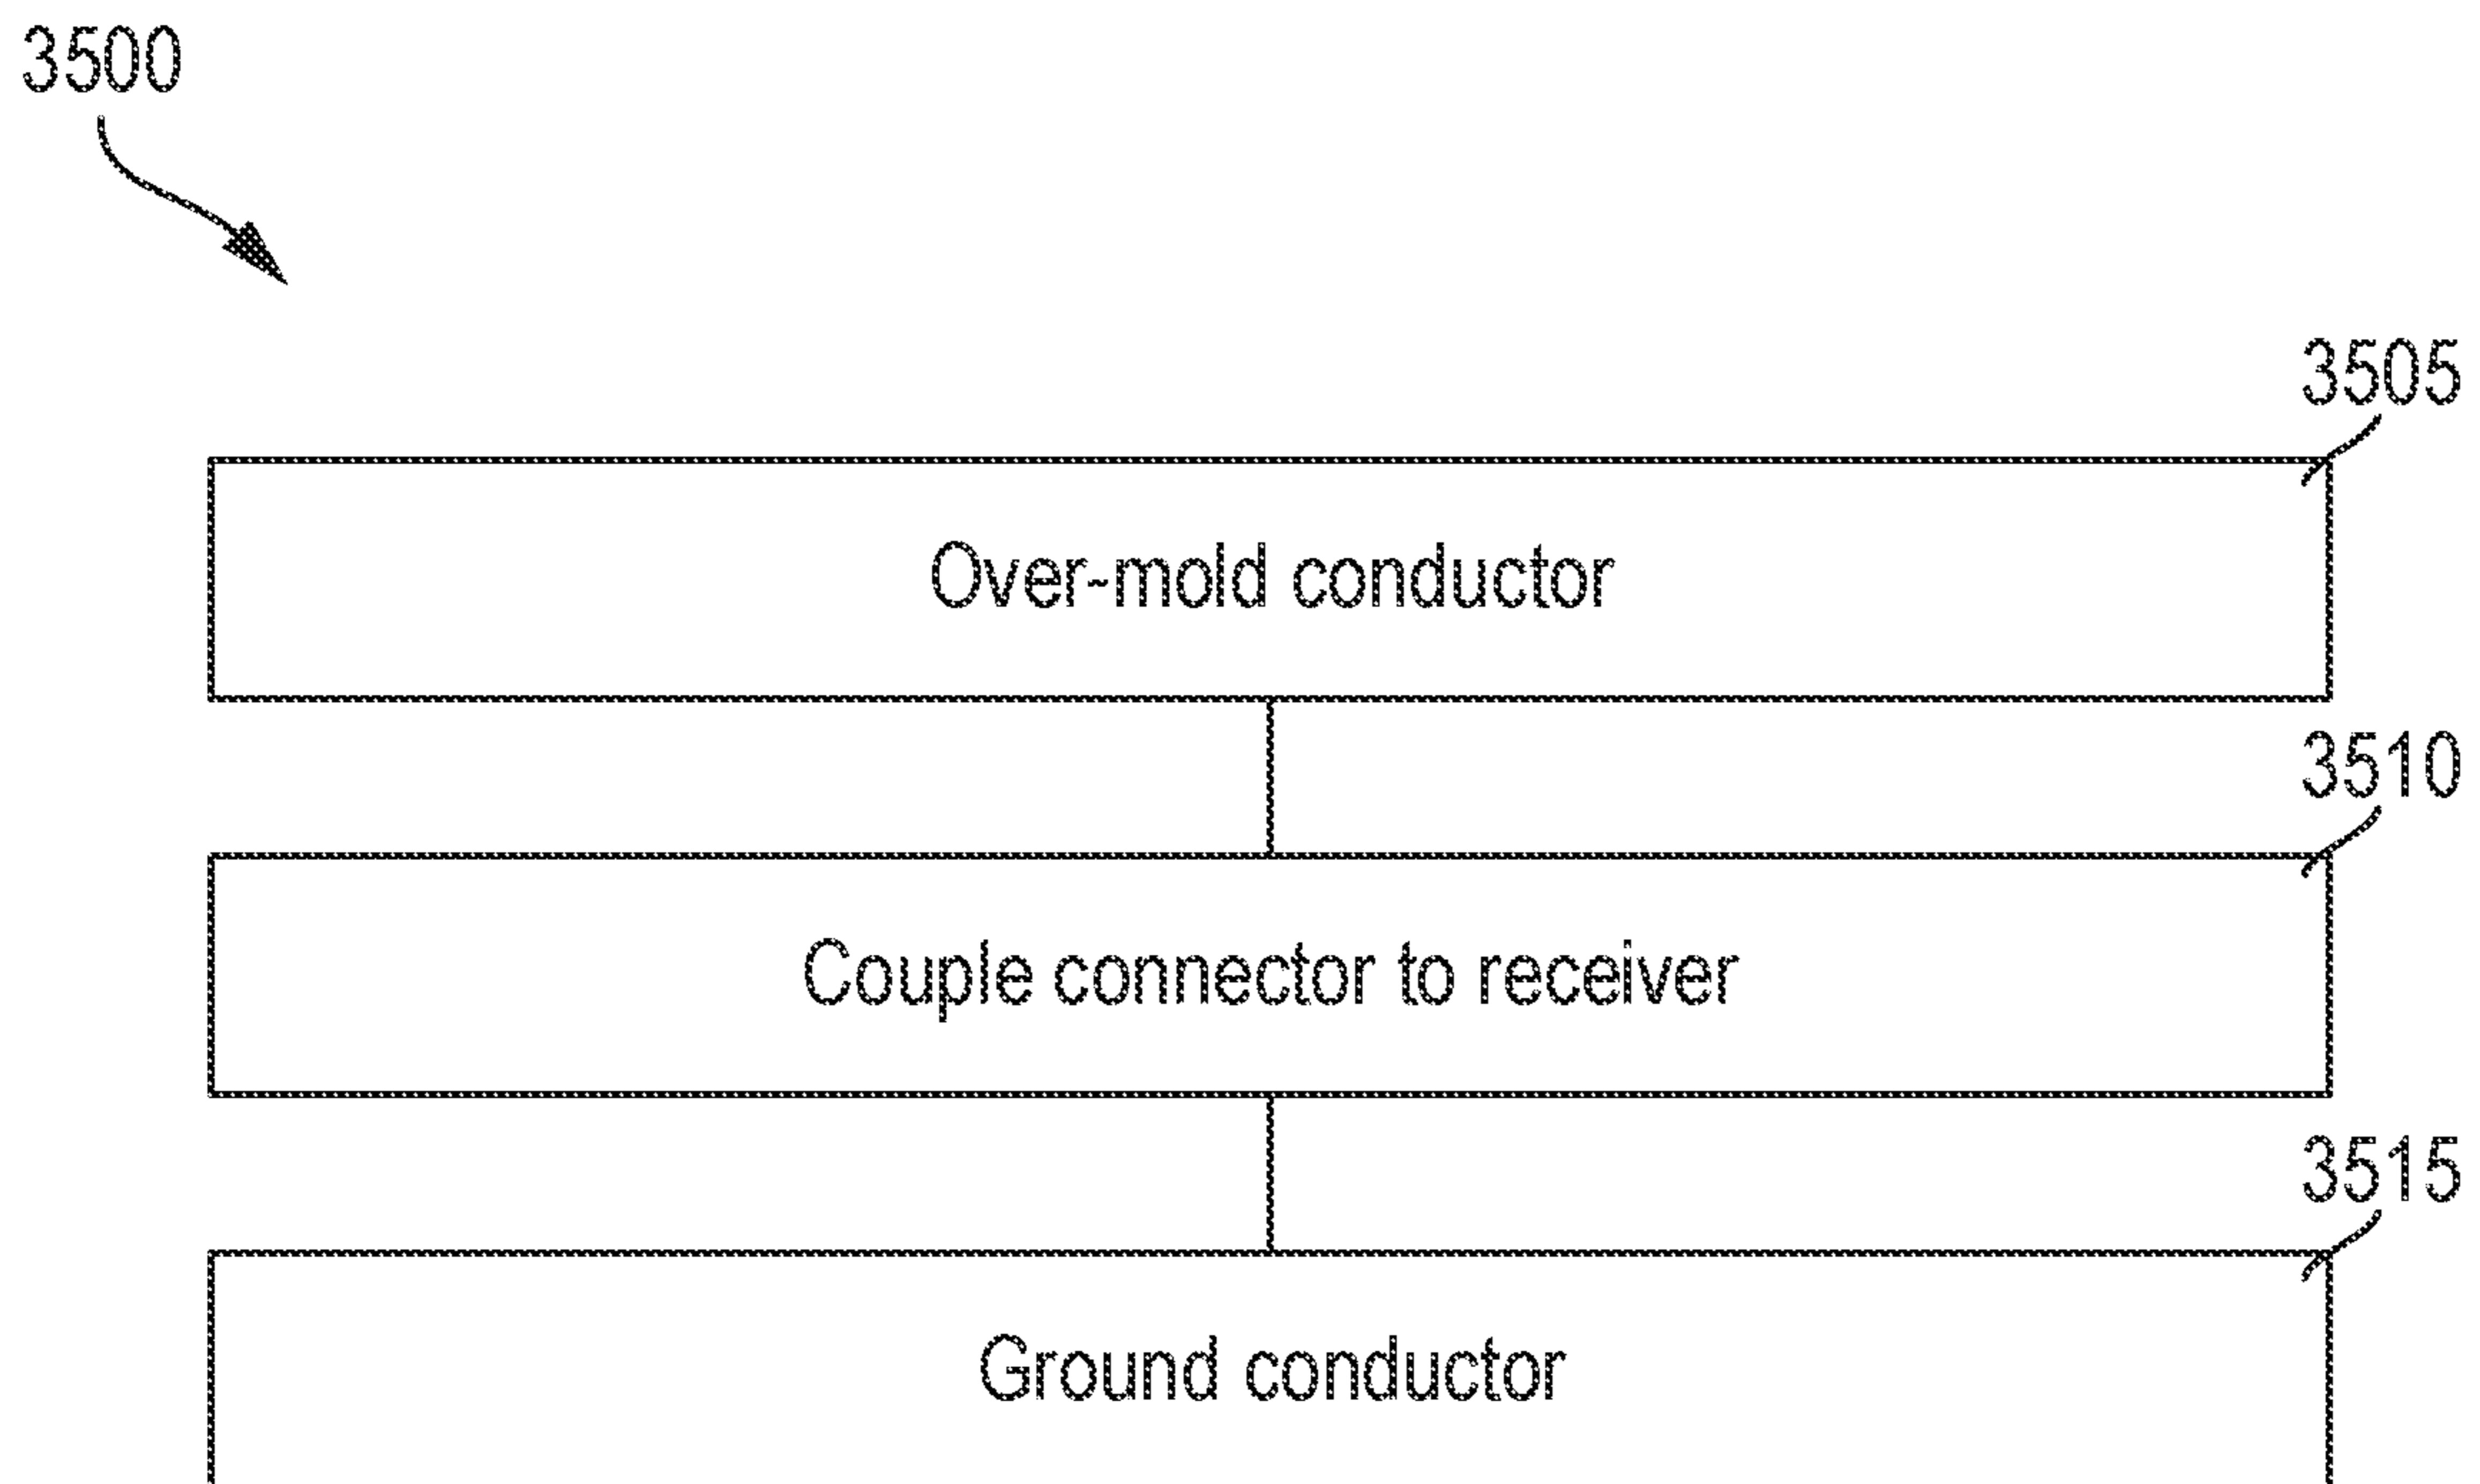 3500
3505
Over-mold conductor
3510
Couple connector to receiver
3515
Ground conductor